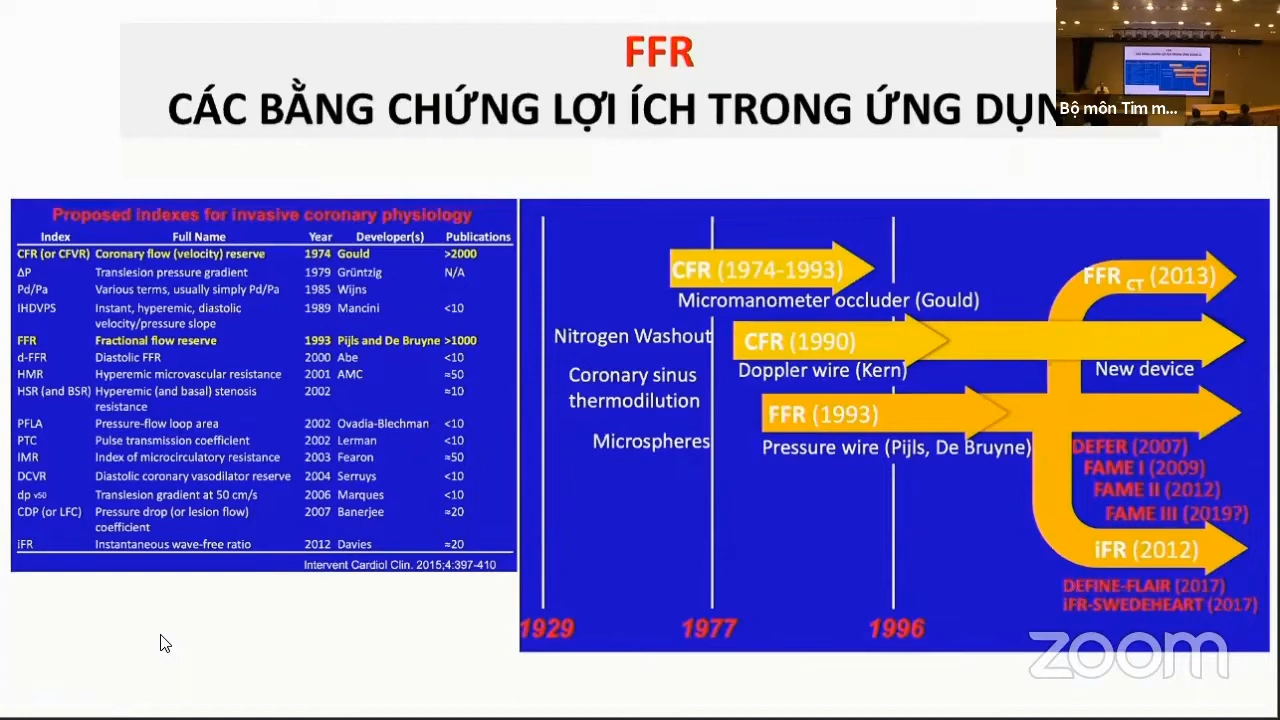 FFR
CÁC BẰNG CHỨNG LỢI ÍCH TRONG ỨNG DỤN
Bộ môn Tim m...
Proposed indexes for invasive coronary physiology
Index Full Name Year Developer(s) Publications
CFR (or CFVR) Coronary flow (velocity) reserve 1974 Gould >2000
ΔP Translesion pressure gradient 1979 Grüntzig N/A
Pd/Pa Various terms, usually simply Pd/Pa 1985 Wijns
IHDVPS Instant, hyperemic, diastolic 1989 Mancini <10
velocity/pressure slope
FFR Fractional flow reserve 1993 Pijls and De Bruyne >1000
d-FFR Diastolic FFR 2000 Abe <10
HMR Hyperemic microvascular resistance 2001 AMC ≈50
HSR (and BSR) Hyperemic (and basal) stenosis 2002 ≈10
resistance
PFLA Pressure-flow loop area 2002 Ovadia-Blechman <10
PTC Pulse transmission coefficient 2002 Lerman <10
IMR Index of microcirculatory resistance 2003 Fearon ≈50
DCVR Diastolic coronary vasodilator reserve 2004 Serruys <10
dp v50 Translesion gradient at 50 cm/s 2006 Marques <10
CDP (or LFC) Pressure drop (or lesion flow) 2007 Banerjee ≈20
coefficient
iFR Instantaneous wave-free ratio 2012 Davies ≈20
Intervent Cardiol Clin. 2015;4:397-410
CFR (1974-1993)
Micromanometer occluder (Gould)
FFR CT (2013)
Nitrogen Washout
CFR (1990)
Doppler wire (Kern)
New device
Coronary sinus
thermodilution
FFR (1993)
Microspheres
Pressure wire (Pijls, De Bruyne)
DEFER (2007)
FAME I (2009)
FAME II (2012)
FAME III (2019?)
iFR (2012)
DEFINE-FLAIR (2017)
iFR-SWEDEHEART (2017)
1929 1977 1996
zoom